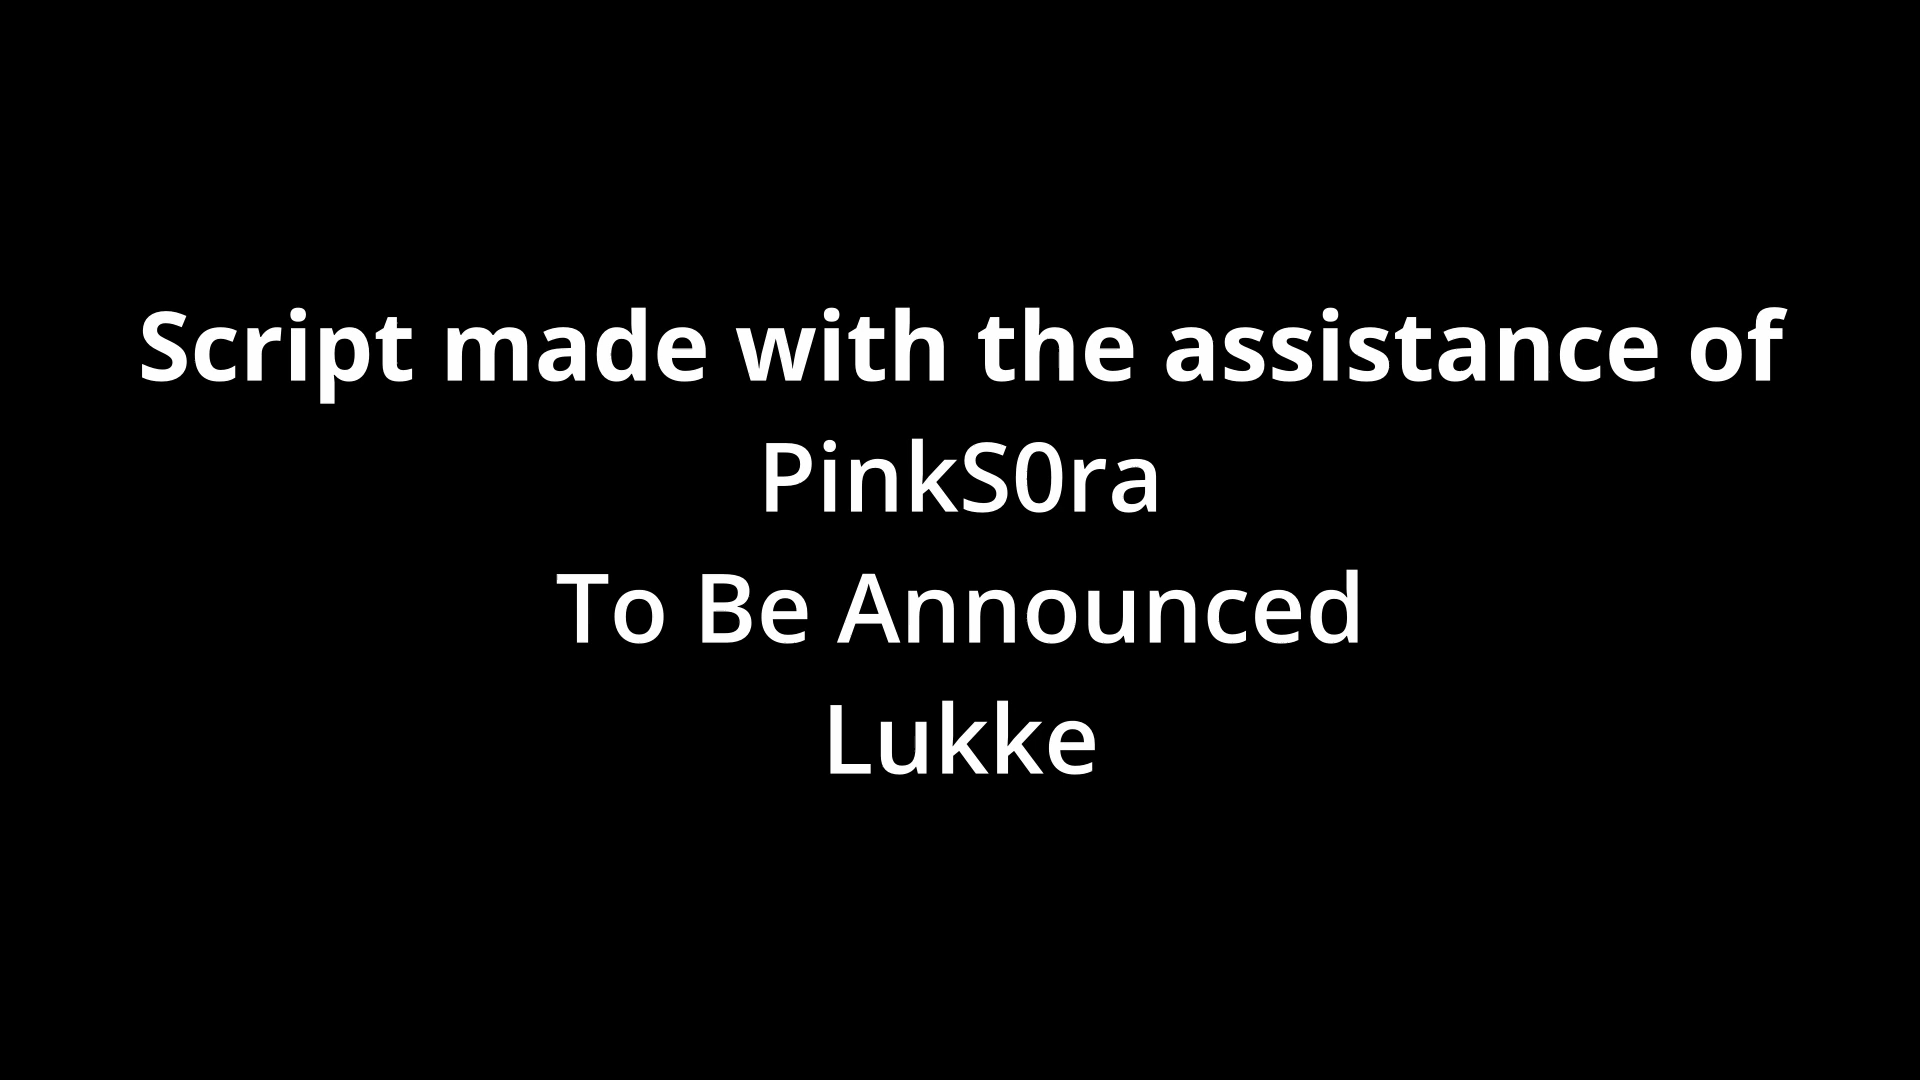 Script made with the assistance of
PinkS0ra
To Be Announced
Lukke